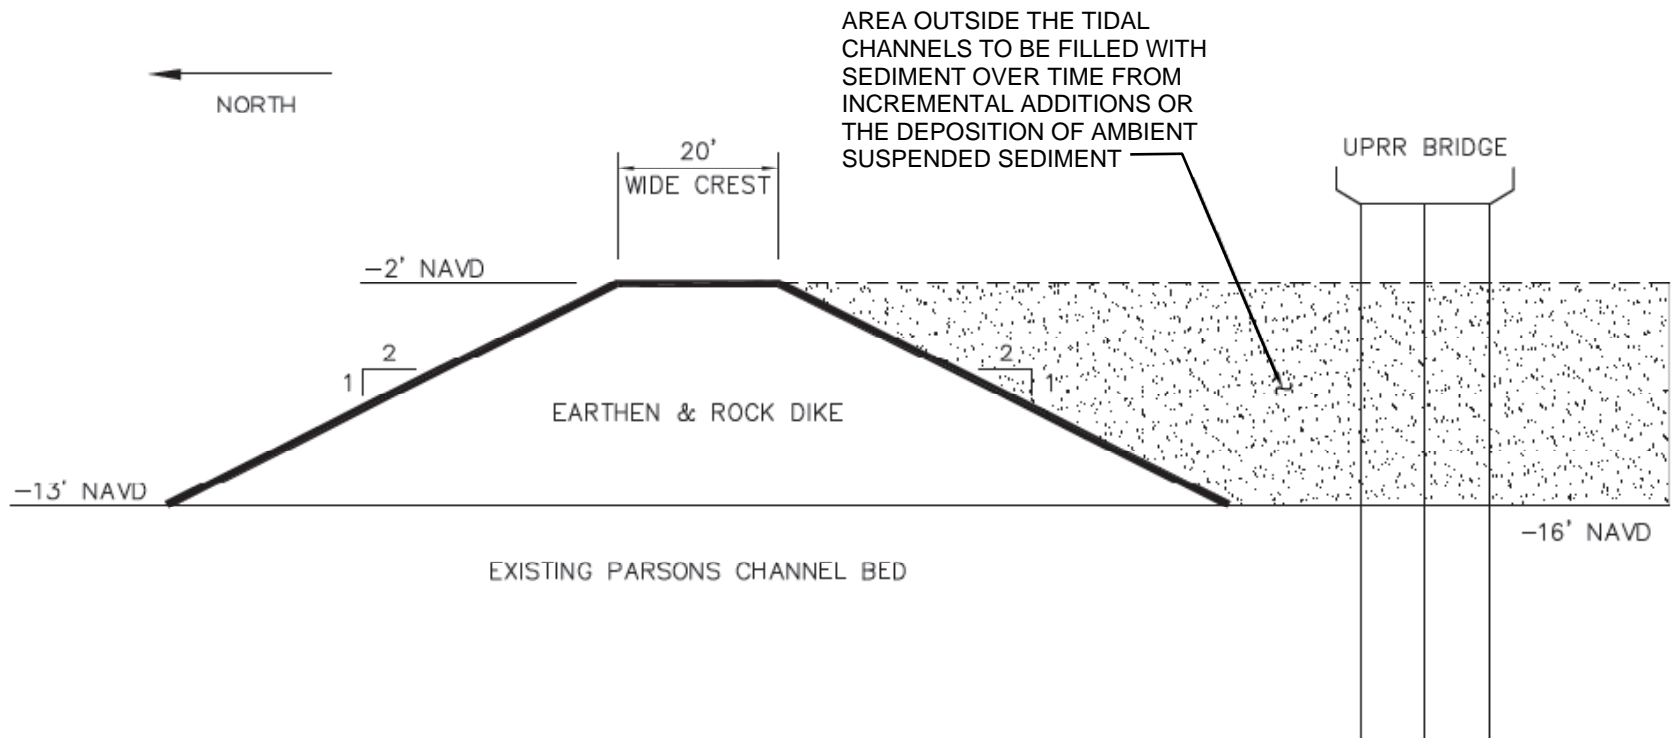 AREA OUTSIDE THE TIDAL
CHANNELS TO BE FILLED WITH
SEDIMENT OVER TIME FROM
INCREMENTAL ADDITIONS OR
THE DEPOSITION OF AMBIENT
SUSPENDED SEDIMENT
NORTH
20'
WIDE CREST
UPRR BRIDGE
-2' NAVD
2
1
2
1
EARTHEN & ROCK DIKE
-13' NAVD
-16' NAVD
EXISTING PARSONS CHANNEL BED